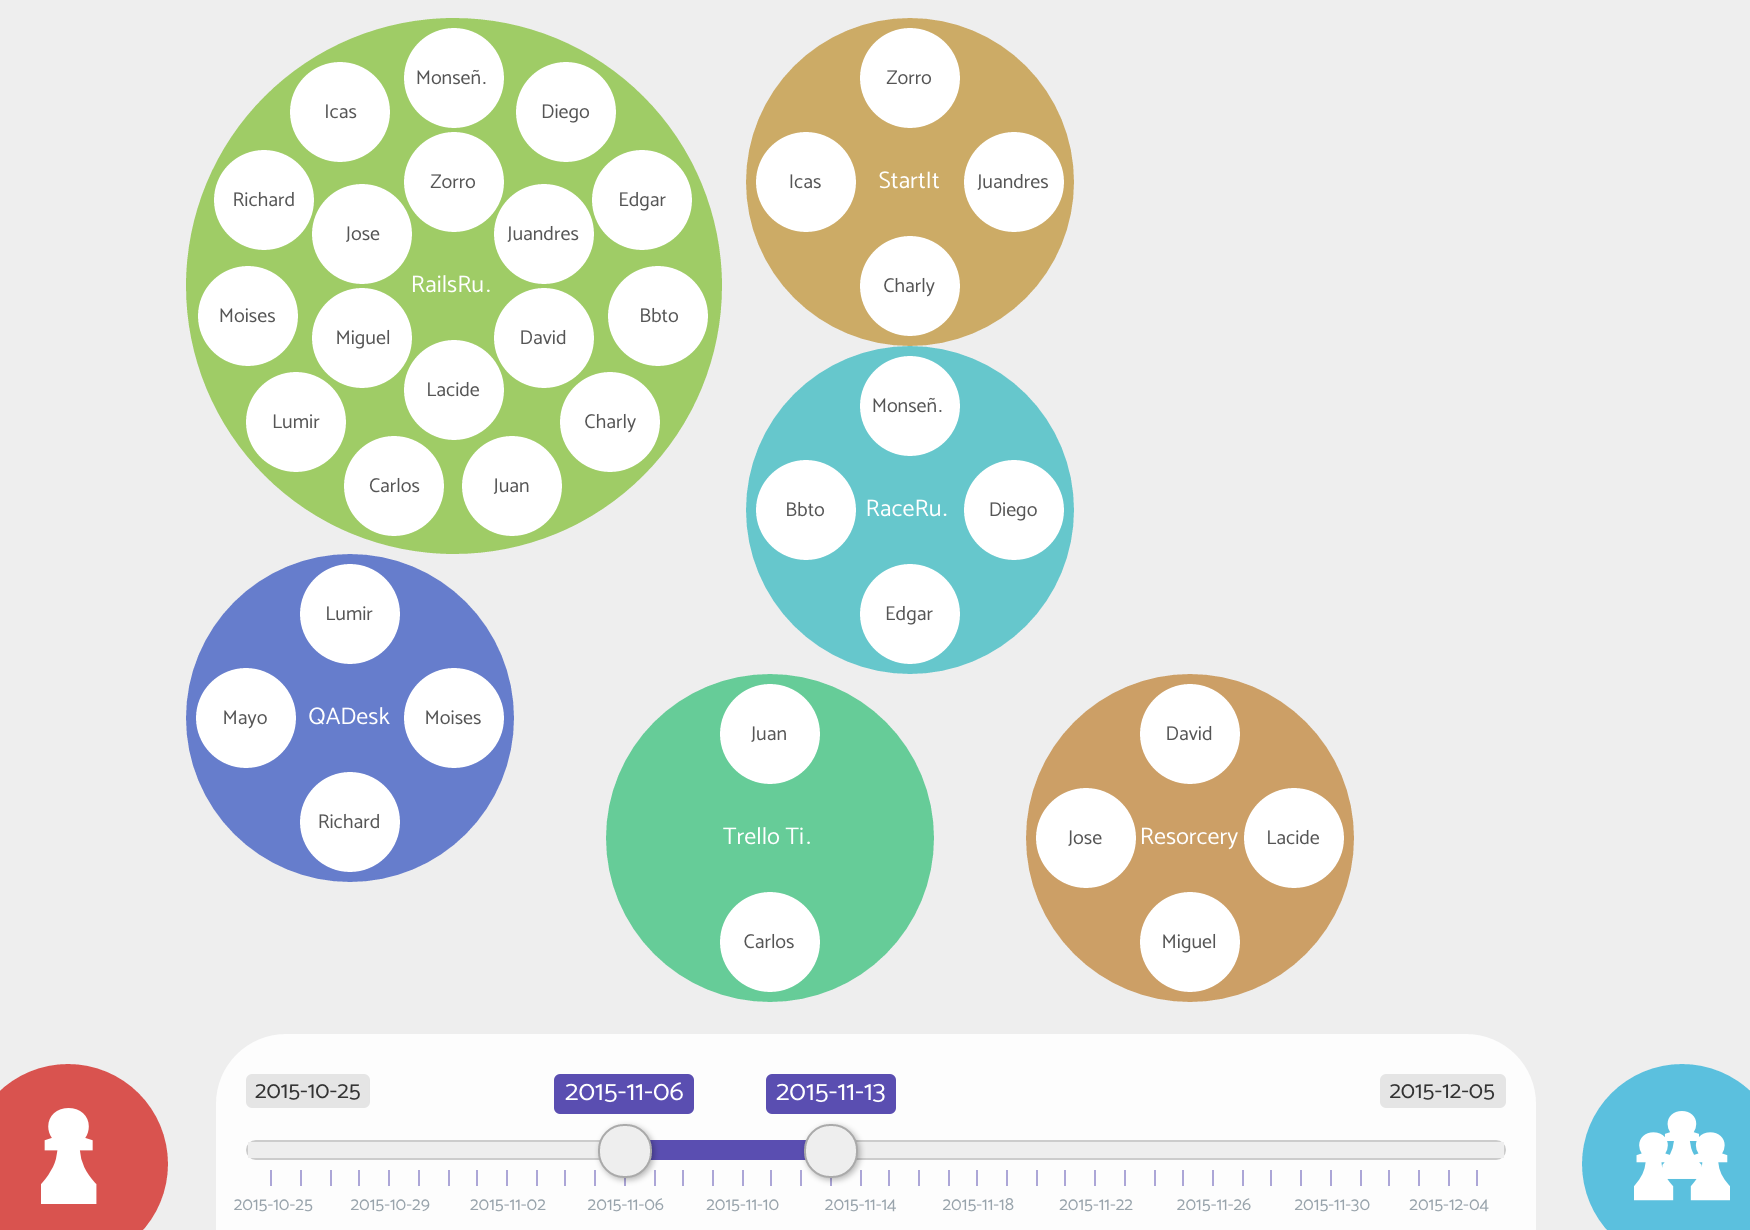 Monseñ.
Icas
Diego
Zorro
Richard
Edgar
Jose
Juandres
RailsRu.
Moises
Bbto
Miguel
David
Lacide
Lumir
Charly
Carlos
Juan
Zorro
Icas
StartIt
Juandres
Charly
Monseñ.
Bbto
RaceRu.
Diego
Edgar
Lumir
Mayo
QADesk
Moises
Richard
Juan
Trello Ti.
Carlos
David
Jose
Resorcery
Lacide
Miguel
2015-10-25
2015-11-06
2015-11-13
2015-12-05
2015-10-25
2015-10-29
2015-11-02
2015-11-06
2015-11-10
2015-11-14
2015-11-18
2015-11-22
2015-11-26
2015-11-30
2015-12-04